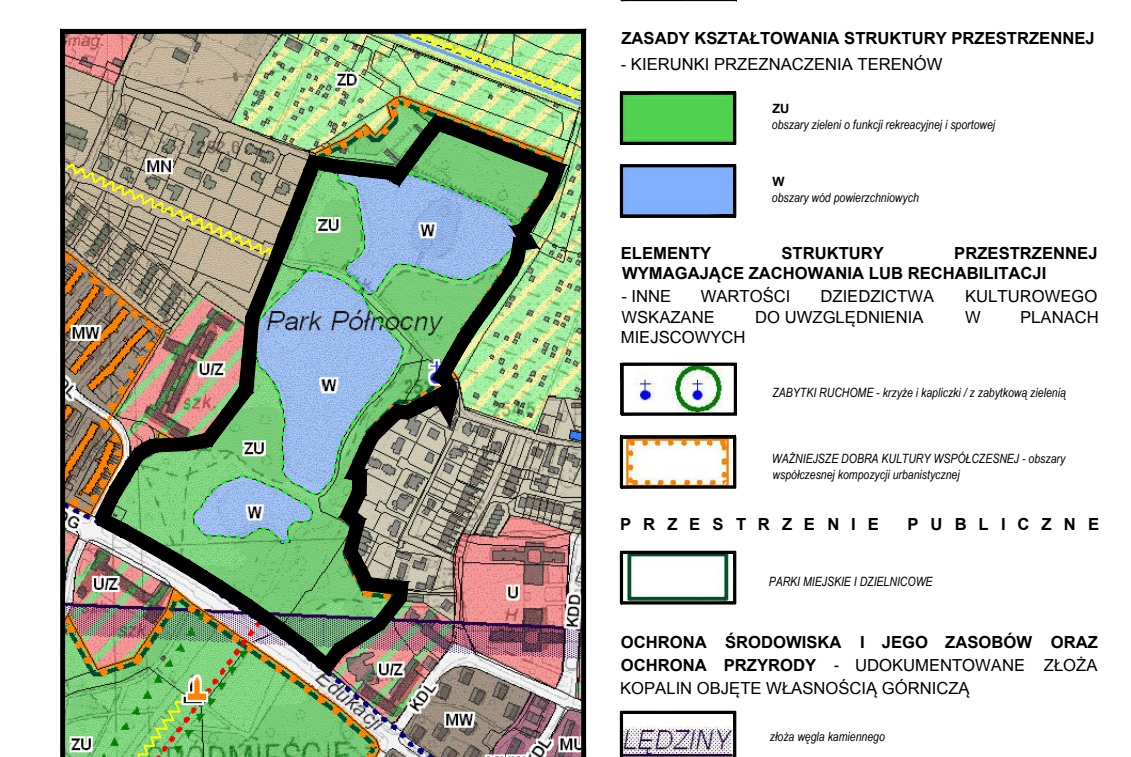 ZASADY KSZTAŁTOWANIA STRUKTURY PRZESTRZENNEJ
- KIERUNKI PRZEZNACZENIA TERENÓW
ZU
obszary zieleni o funkcji rekreacyjnej i sportowej
W
obszary wód powierzchniowych
ELEMENTY STRUKTURY PRZESTRZENNEJ
WYMAGAJĄCE ZACHOWANIA LUB RECHABILITACJI
- INNE WARTOŚCI DZIEDZICTWA KULTUROWEGO
WSKAZANE DO UWZGLĘDNIENIA W PLANACH
MIEJSCOWYCH
ZABYTKI RUCHOME - krzyże i kapliczki / z zabytkową zielenią
WAŻNIEJSZE DOBRA KULTURY WSPÓŁCZESNEJ - obszary
współczesnej kompozycji urbanistycznej
P R Z E S T R Z E N I E P U B L I C Z N E
PARKI MIEJSKIE I DZIELNICOWE
OCHRONA ŚRODOWISKA I JEGO ZASOBÓW ORAZ
OCHRONA PRZYRODY - UDOKUMENTOWANE ZŁOŻA
KOPALIN OBJĘTE WŁASNOŚCIĄ GÓRNICZĄ
LĘDZINY
złoża węgla kamiennego
mag.
ZD
MN
ZU
W
Park Północny
MW
U/Z
szk.
W
ZU
W
U/Z
U
H
KDD
U/Z
Edukacji
KDL
MW
ZU
MU